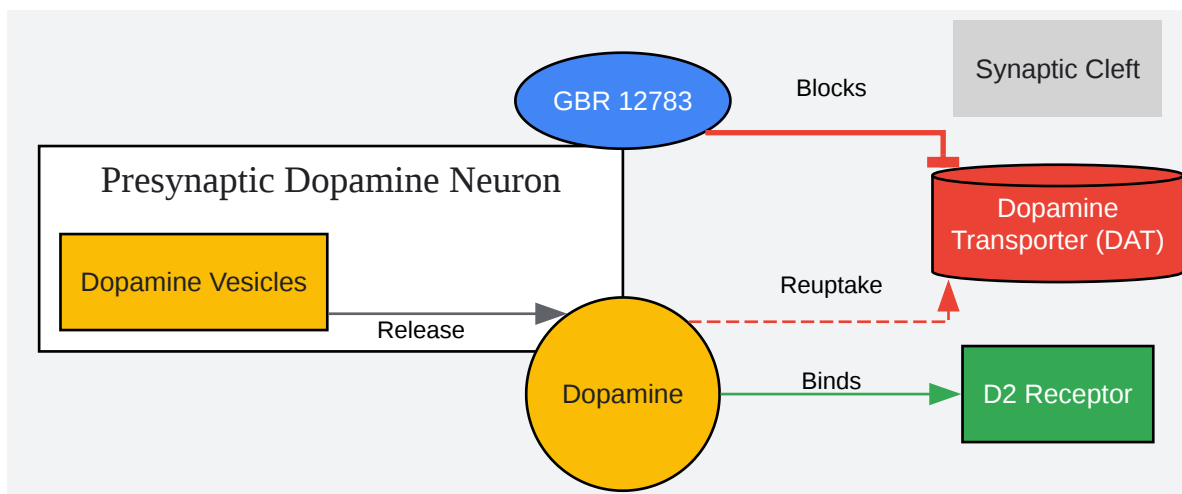 Synaptic Cleft
GBR 12783
Blocks
Presynaptic Dopamine Neuron
Dopamine
Transporter (DAT)
Dopamine Vesicles
Reuptake
Release
Dopamine
Binds
D2 Receptor